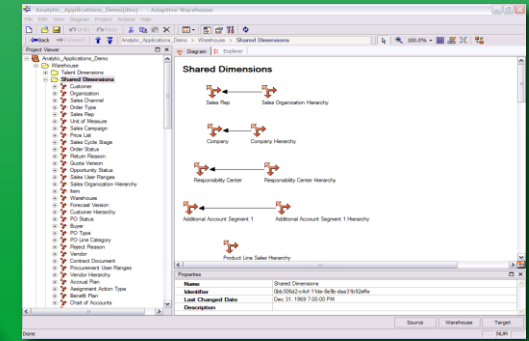 Analytic_Applications_Demo[dbo] - Adaptive Warehouse
File Edit View Diagram Project Actions Help
Back Forward Analytic_Applications_Demo > Warehouse > Shared Dimensions 100.0%
Project Viewer
Diagram Explorer
Analytic_Applications_Demo
Warehouse
Talent Dimensions
Shared Dimensions
Customer
Organization
Sales Channel
Order Type
Sales Rep
Unit of Measure
Sales Campaign
Price List
Sales Cycle Stage
Order Status
Return Reason
Quota Version
Opportunity Status
Sales User Ranges
Sales Organization Hierarchy
Item
Warehouse
Forecast Version
Customer Hierarchy
PO Status
Buyer
PO Type
PO Line Category
Reject Reason
Vendor
Contract Document
Procurement User Ranges
Vendor Hierarchy
Accrual Plan
Assignment Action Type
Benefit Plan
Chart of Accounts
Shared Dimensions
Sales Rep Sales Organization Hierarchy
Company Company Hierarchy
Responsibility Center Responsibility Center Hierarchy
Additional Account Segment 1 Additional Account Segment 1 Hierarchy
Product Line Sales Hierarchy
Properties
Name Shared Dimensions
Identifier
Last Changed Date Dec 31, 1969 7:00:00 PM
Description
Source Warehouse Target
Done NUM